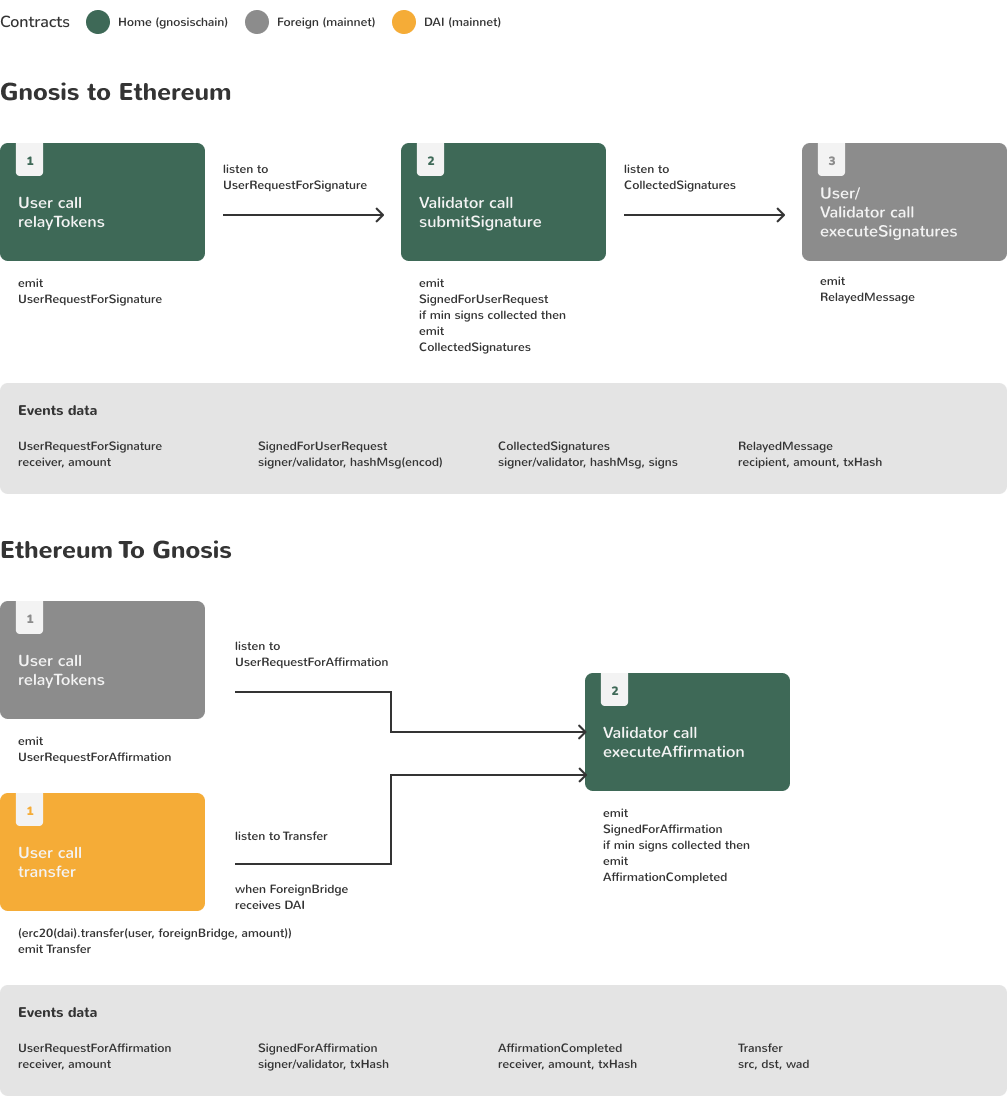 Contracts
Home (gnosischain)
Foreign (mainnet)
DAI (mainnet)
Gnosis to Ethereum
1
User call
relayTokens
emit
UserRequestForSignature
listen to
UserRequestForSignature
2
Validator call
submitSignature
emit
SignedForUserRequest
if min signs collected then
emit
CollectedSignatures
listen to
CollectedSignatures
3
User/
Validator call
executeSignatures
emit
RelayedMessage
Events data
UserRequestForSignature
receiver, amount
SignedForUserRequest
signer/validator, hashMsg(encod)
CollectedSignatures
signer/validator, hashMsg, signs
RelayedMessage
recipient, amount, txHash
Ethereum To Gnosis
1
User call
relayTokens
emit
UserRequestForAffirmation
listen to
UserRequestForAffirmation
1
User call
transfer
(erc20(dai).transfer(user, foreignBridge, amount))
emit Transfer
listen to Transfer
when ForeignBridge
receives DAI
2
Validator call
executeAffirmation
emit
SignedForAffirmation
if min signs collected then
emit
AffirmationCompleted
Events data
UserRequestForAffirmation
receiver, amount
SignedForAffirmation
signer/validator, txHash
AffirmationCompleted
receiver, amount, txHash
Transfer
src, dst, wad